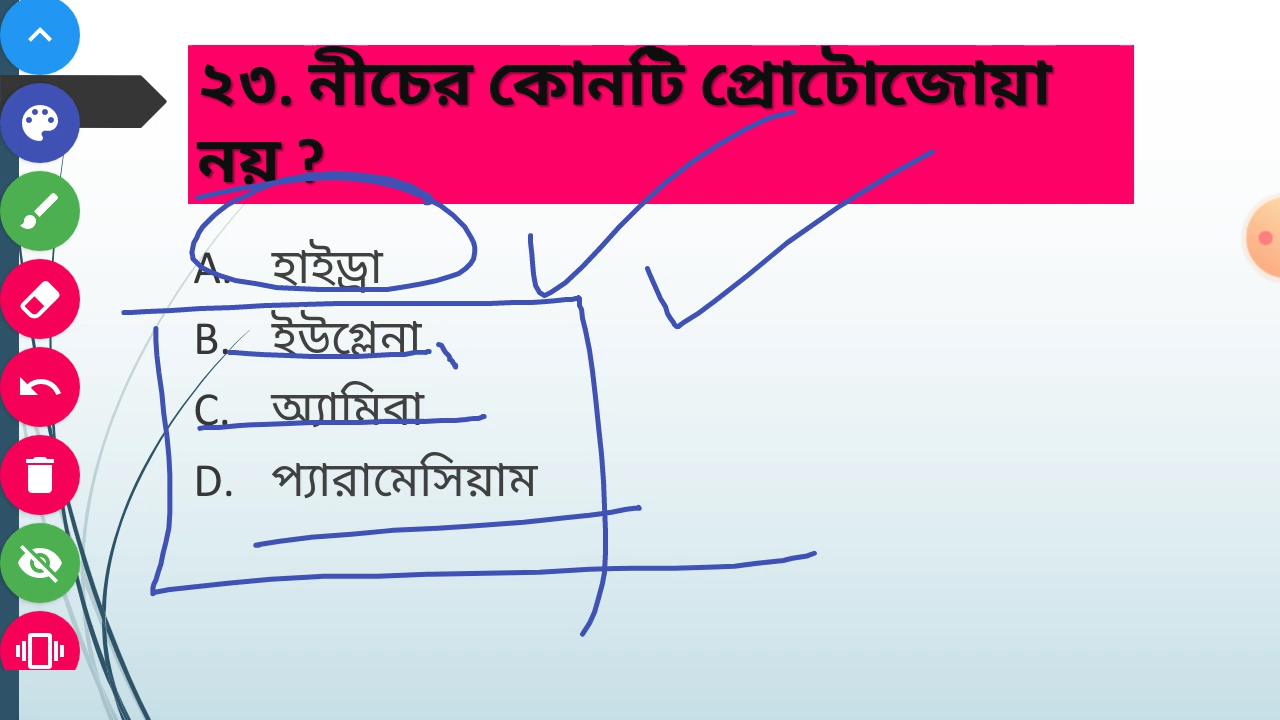 ২৩. নীচের কোনটি প্রোটোজোয়া
নয় ?
A. হাইড্রা
B. ইউগ্লেনা
C. অ্যামিবা
D. প্যারামেসিয়াম